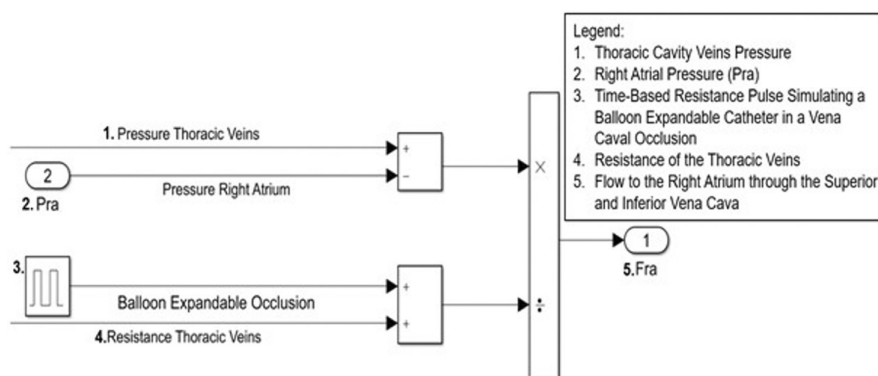 Legend:
1. Thoracic Cavity Veins Pressure
2. Right Atrial Pressure (Pra)
3. Time-Based Resistance Pulse Simulating a
Balloon Expandable Catheter in a Vena
Caval Occlusion
4. Resistance of the Thoracic Veins
5. Flow to the Right Atrium through the Superior
and Inferior Vena Cava
1. Pressure Thoracic Veins
+
2
−
Pressure Right Atrium
2.Pra
×
1
5.Fra
3.
+
Balloon Expandable Occlusion
÷
+
4.Resistance Thoracic Veins